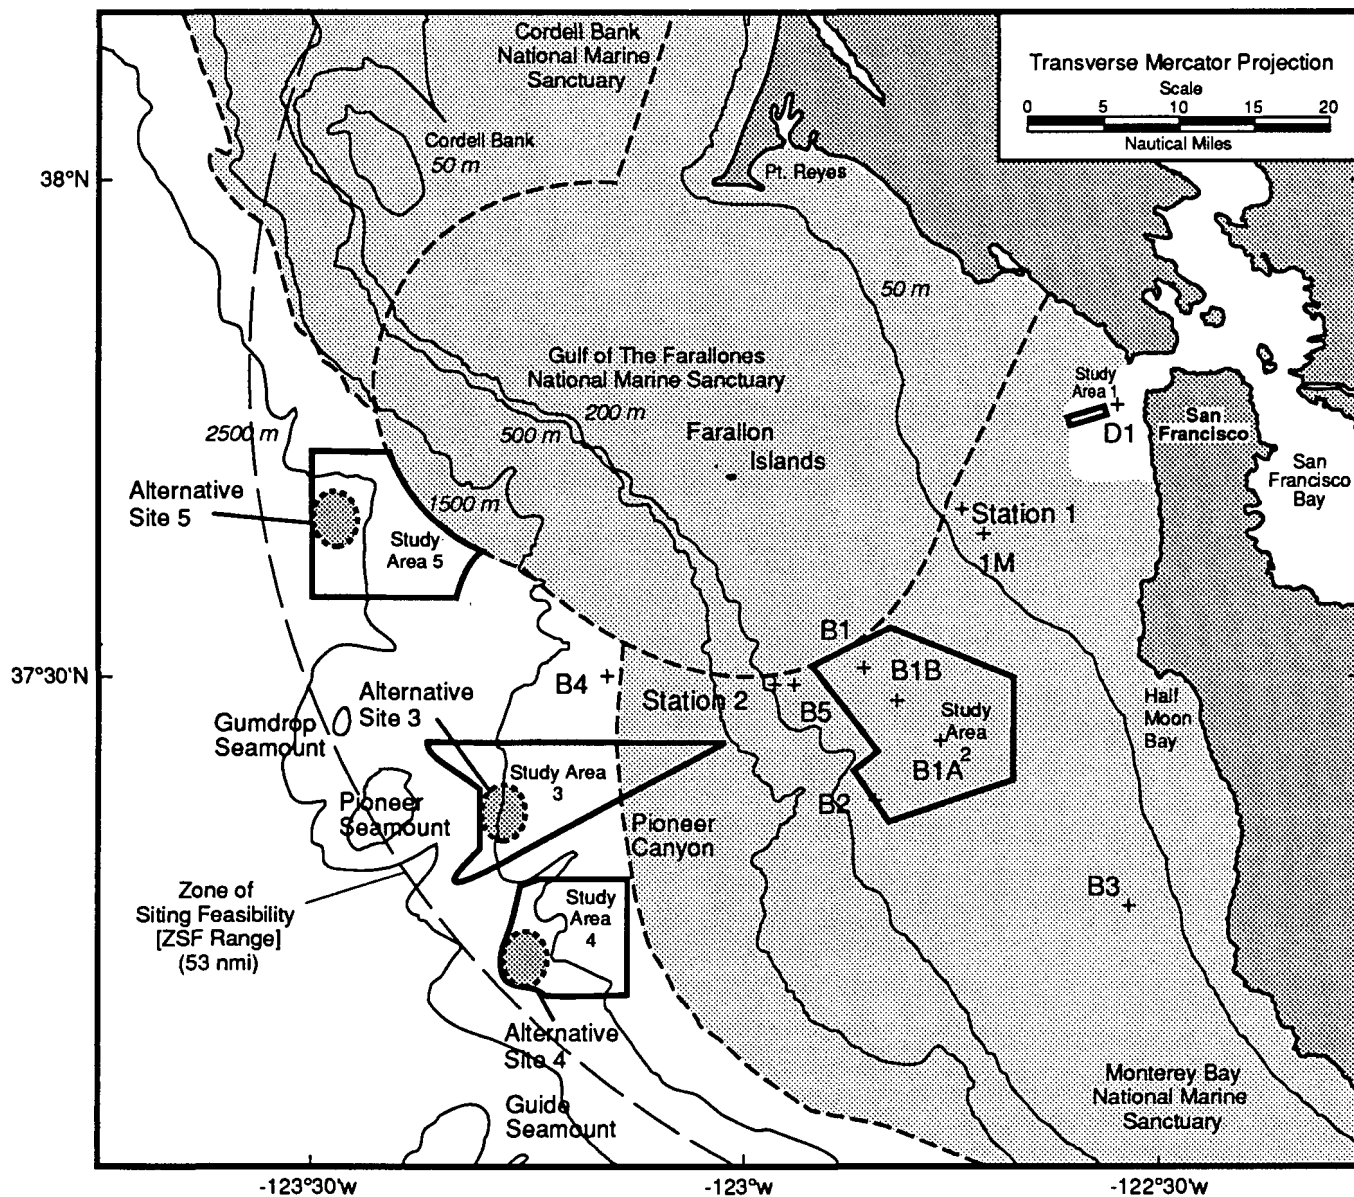 Cordell Bank
National Marine
Sanctuary
Transverse Mercator Projection
Scale
0 5 10 15 20
Nautical Miles
Cordell Bank
50 m
38°N
Pt. Reyes
50 m
Gulf of The Farallones
National Marine Sanctuary
200 m
500 m
2500 m
Farallon
Islands
Study
Area 1
D1
San
Francisco
San
Francisco
Bay
Alternative
Site 5
1500 m
Study
Area 5
Station 1
1M
B1
37°30'N
B4
Alternative
Site 3
Station 2
B1B
B5
Study
Area
2
B1A
Half
Moon
Bay
Gumdrop
Seamount
Study Area
3
Pioneer
Seamount
B2
Pioneer
Canyon
Zone of
Siting Feasibility
[ZSF Range]
(53 nmi)
Study
Area
4
B3
Alternative
Site 4
Guide
Seamount
Monterey Bay
National Marine
Sanctuary
-123°30'W -123°W -122°30'W